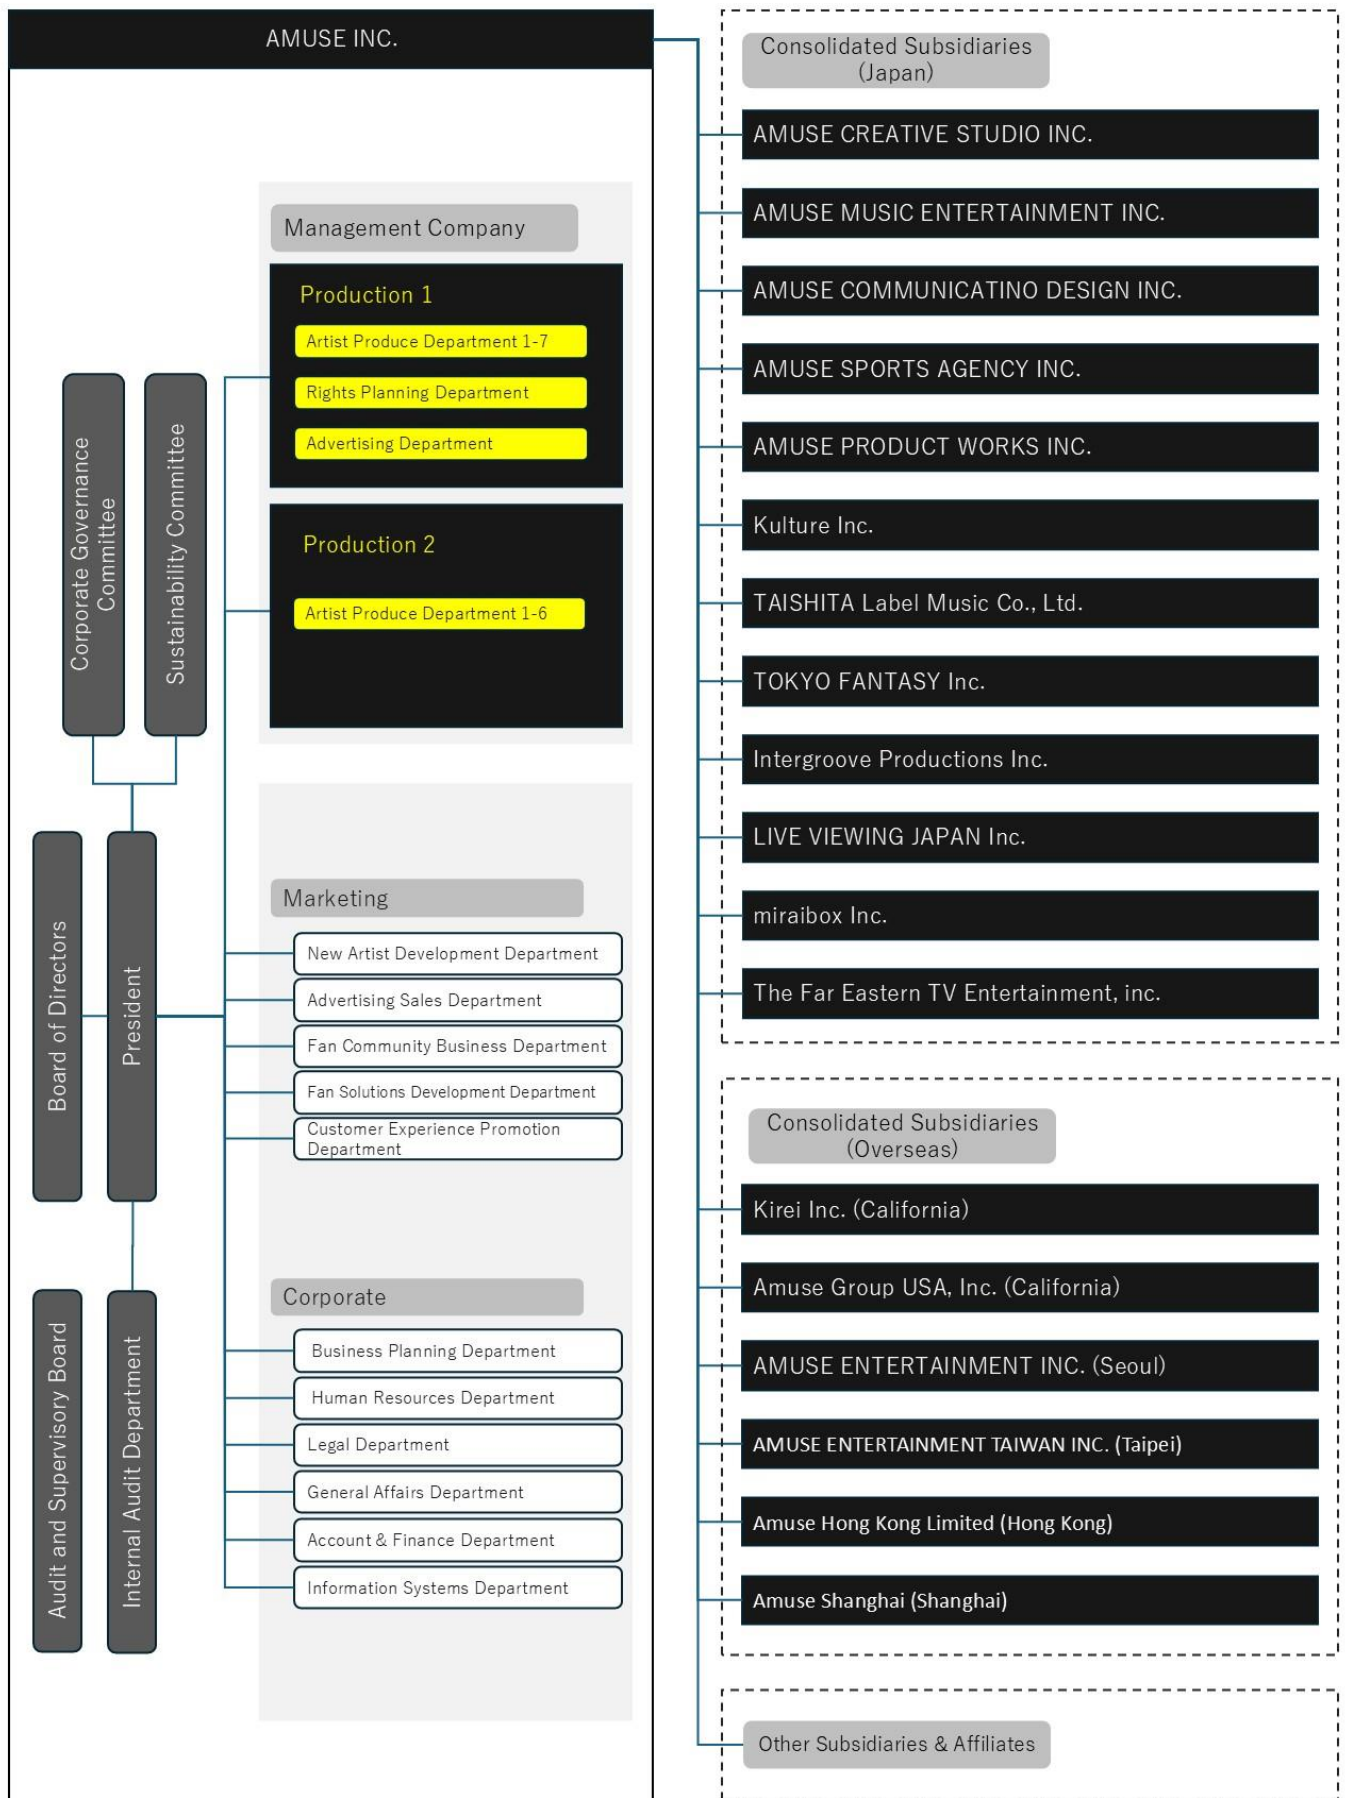 AMUSE INC.
Management Company
Production 1
Artist Produce Department 1-7
Rights Planning Department
Advertising Department
Production 2
Artist Produce Department 1-6
Corporate Governance
Committee
Sustainability Committee
Board of Directors
President
Audit and Supervisory Board
Internal Audit Department
Marketing
New Artist Development Department
Advertising Sales Department
Fan Community Business Department
Fan Solutions Development Department
Customer Experience Promotion
Department
Corporate
Business Planning Department
Human Resources Department
Legal Department
General Affairs Department
Account & Finance Department
Information Systems Department
Consolidated Subsidiaries
(Japan)
AMUSE CREATIVE STUDIO INC.
AMUSE MUSIC ENTERTAINMENT INC.
AMUSE COMMUNICATINO DESIGN INC.
AMUSE SPORTS AGENCY INC.
AMUSE PRODUCT WORKS INC.
Kulture Inc.
TAISHITA Label Music Co., Ltd.
TOKYO FANTASY Inc.
Intergroove Productions Inc.
LIVE VIEWING JAPAN Inc.
miraibox Inc.
The Far Eastern TV Entertainment, inc.
Consolidated Subsidiaries
(Overseas)
Kirei Inc. (California)
Amuse Group USA, Inc. (California)
AMUSE ENTERTAINMENT INC. (Seoul)
AMUSE ENTERTAINMENT TAIWAN INC. (Taipei)
Amuse Hong Kong Limited (Hong Kong)
Amuse Shanghai (Shanghai)
Other Subsidiaries & Affiliates